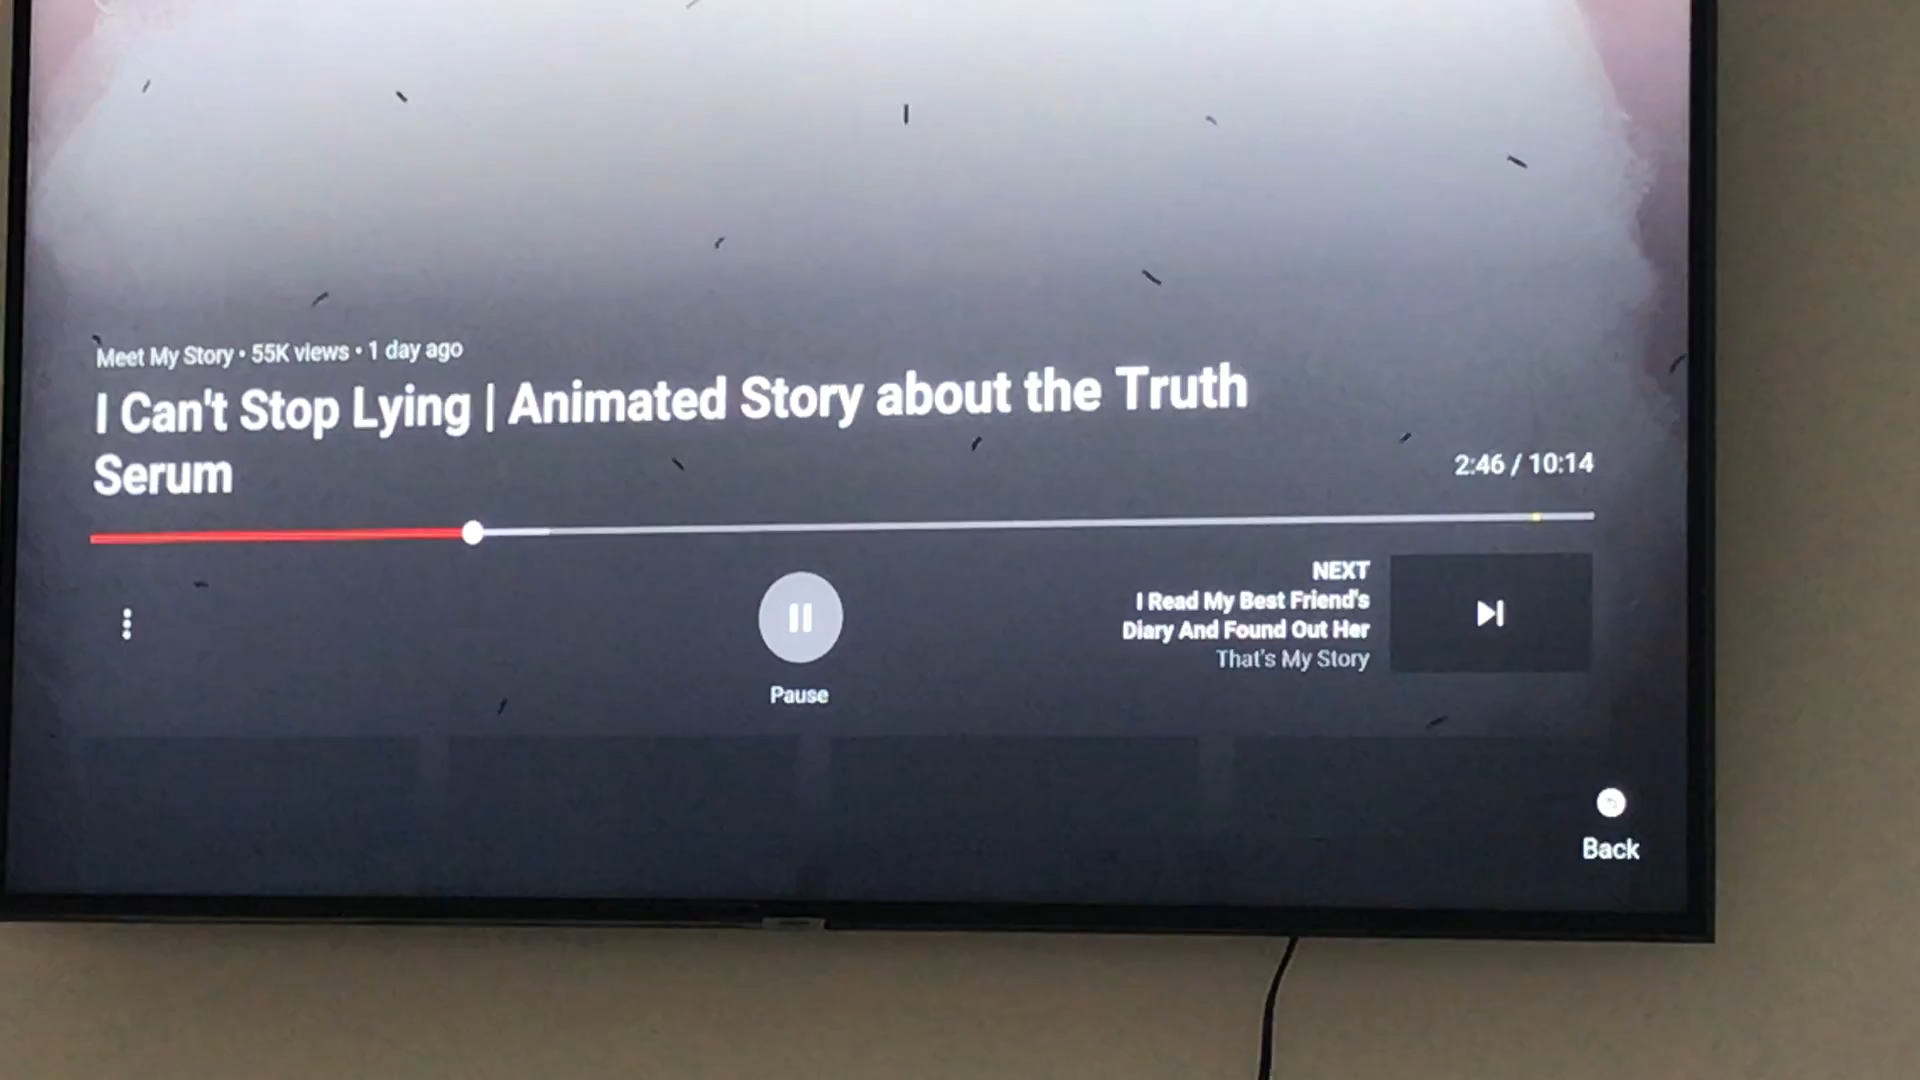 Meet My Story • 55K views • 1 day ago
I Can't Stop Lying | Animated Story about the Truth
Serum
2:46 / 10:14
NEXT
I Read My Best Friend's
Diary And Found Out Her
That's My Story
Pause
Back